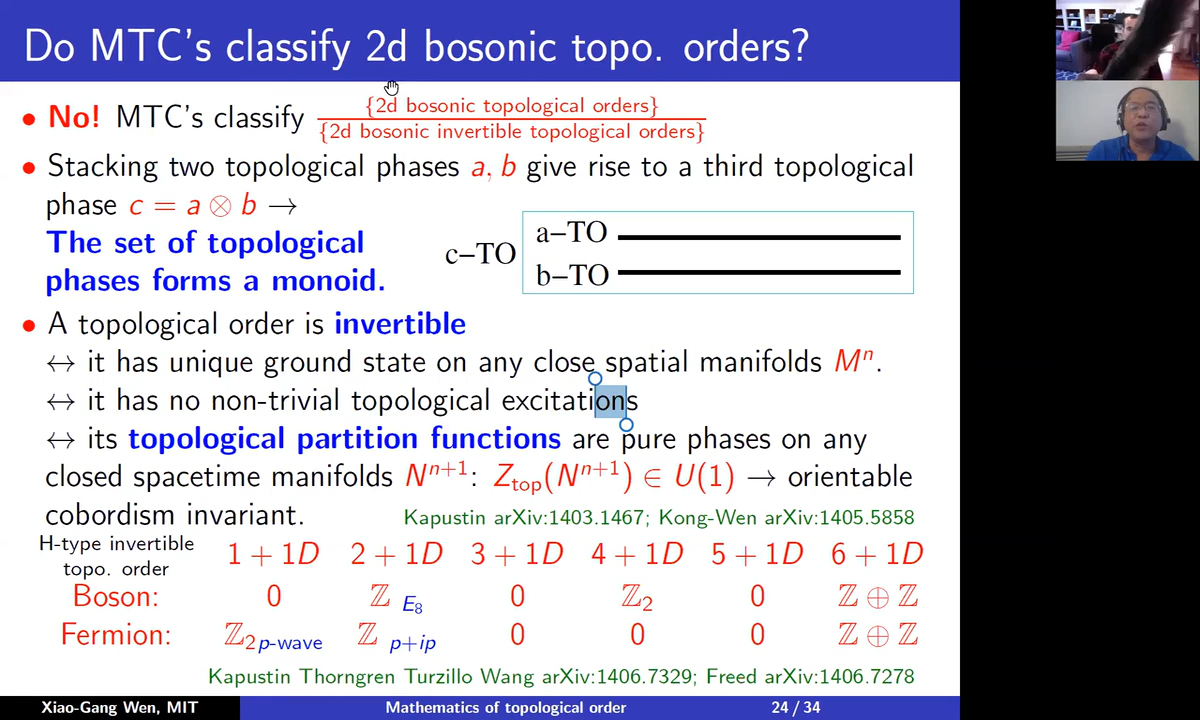 Do MTC's classify 2d bosonic topo. orders?
• No! MTC's classify {2d bosonic topological orders}
{2d bosonic invertible topological orders}
• Stacking two topological phases a, b give rise to a third topological
phase c = a ⊗ b →
The set of topological
phases forms a monoid.
c–TO
a–TO
b–TO
• A topological order is invertible
↔ it has unique ground state on any close spatial manifolds Mⁿ.
↔ it has no non-trivial topological excitations
↔ its topological partition functions are pure phases on any
closed spacetime manifolds Nⁿ⁺¹: Z_top(Nⁿ⁺¹) ∈ U(1) → orientable
cobordism invariant.
Kapustin arXiv:1403.1467; Kong-Wen arXiv:1405.5858
H-type invertible
topo. order
1 + 1D 2 + 1D 3 + 1D 4 + 1D 5 + 1D 6 + 1D
Boson: 0 ℤ E₈ 0 ℤ₂ 0 ℤ ⊕ ℤ
Fermion: ℤ₂ p-wave ℤ p+ip 0 0 0 ℤ ⊕ ℤ
Kapustin Thorngren Turzillo Wang arXiv:1406.7329; Freed arXiv:1406.7278
Xiao-Gang Wen, MIT
Mathematics of topological order
24 / 34